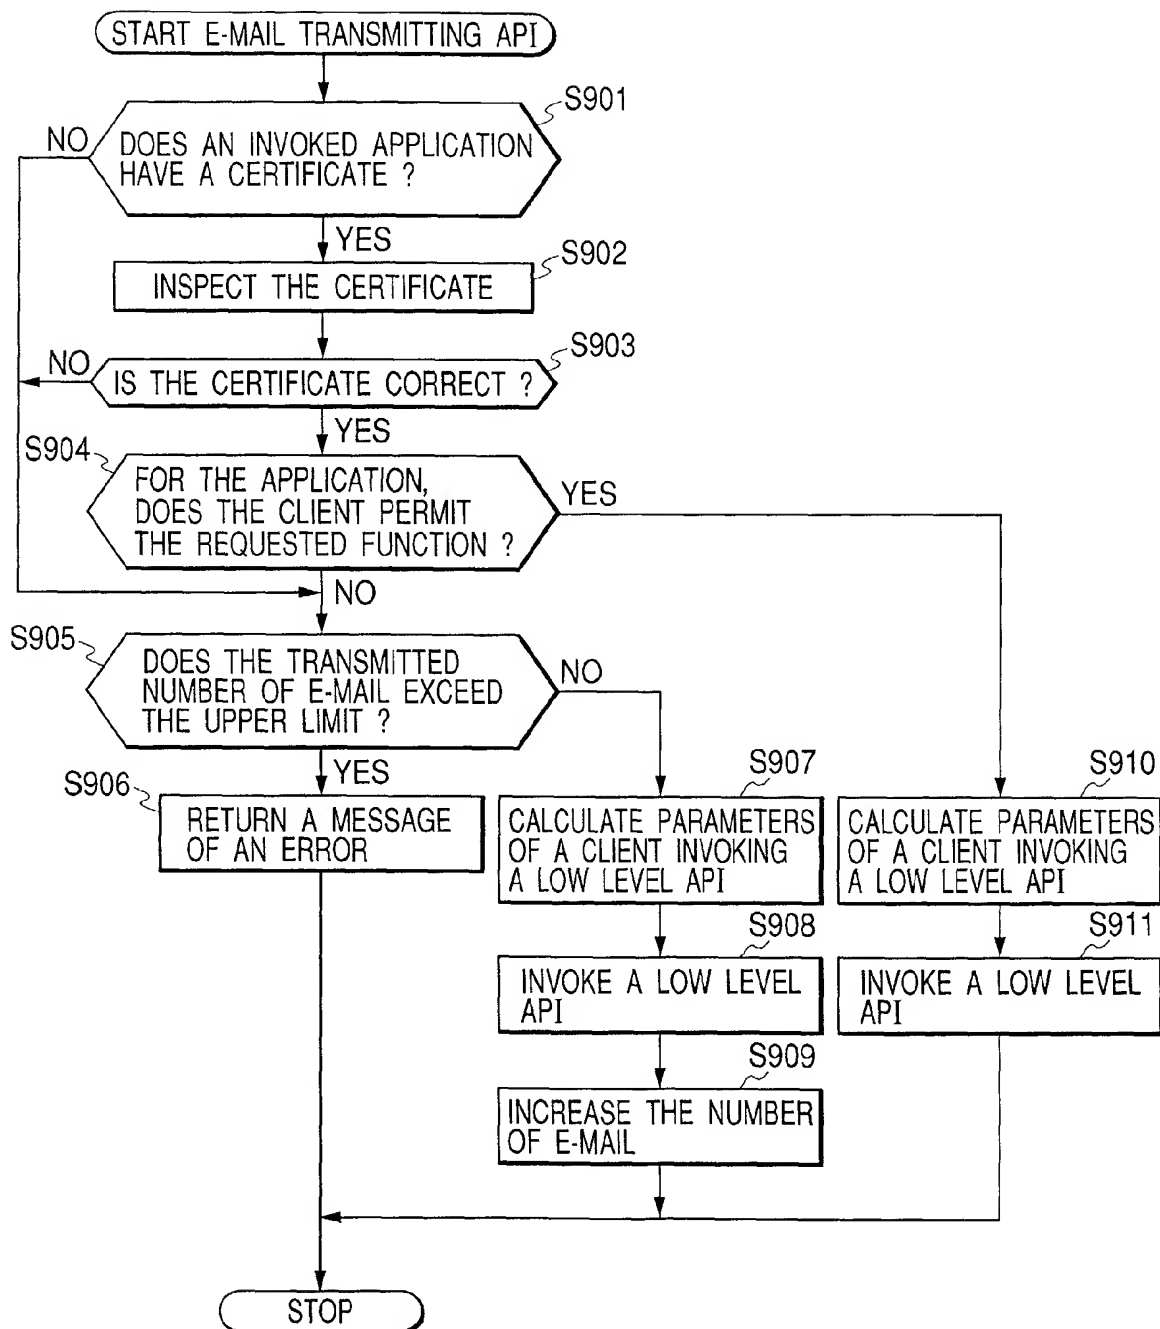 START E-MAIL TRANSMITTING API
S901
NO
DOES AN INVOKED APPLICATION
HAVE A CERTIFICATE ?
YES
S902
INSPECT THE CERTIFICATE
S903
NO
IS THE CERTIFICATE CORRECT ?
YES
S904
FOR THE APPLICATION,
DOES THE CLIENT PERMIT
THE REQUESTED FUNCTION ?
YES
NO
S905
DOES THE TRANSMITTED
NUMBER OF E-MAIL EXCEED
THE UPPER LIMIT ?
NO
YES
S906
RETURN A MESSAGE
OF AN ERROR
S907
CALCULATE PARAMETERS
OF A CLIENT INVOKING
A LOW LEVEL API
S910
CALCULATE PARAMETERS
OF A CLIENT INVOKING
A LOW LEVEL API
S908
INVOKE A LOW LEVEL
API
S911
INVOKE A LOW LEVEL
API
S909
INCREASE THE NUMBER
OF E-MAIL
STOP